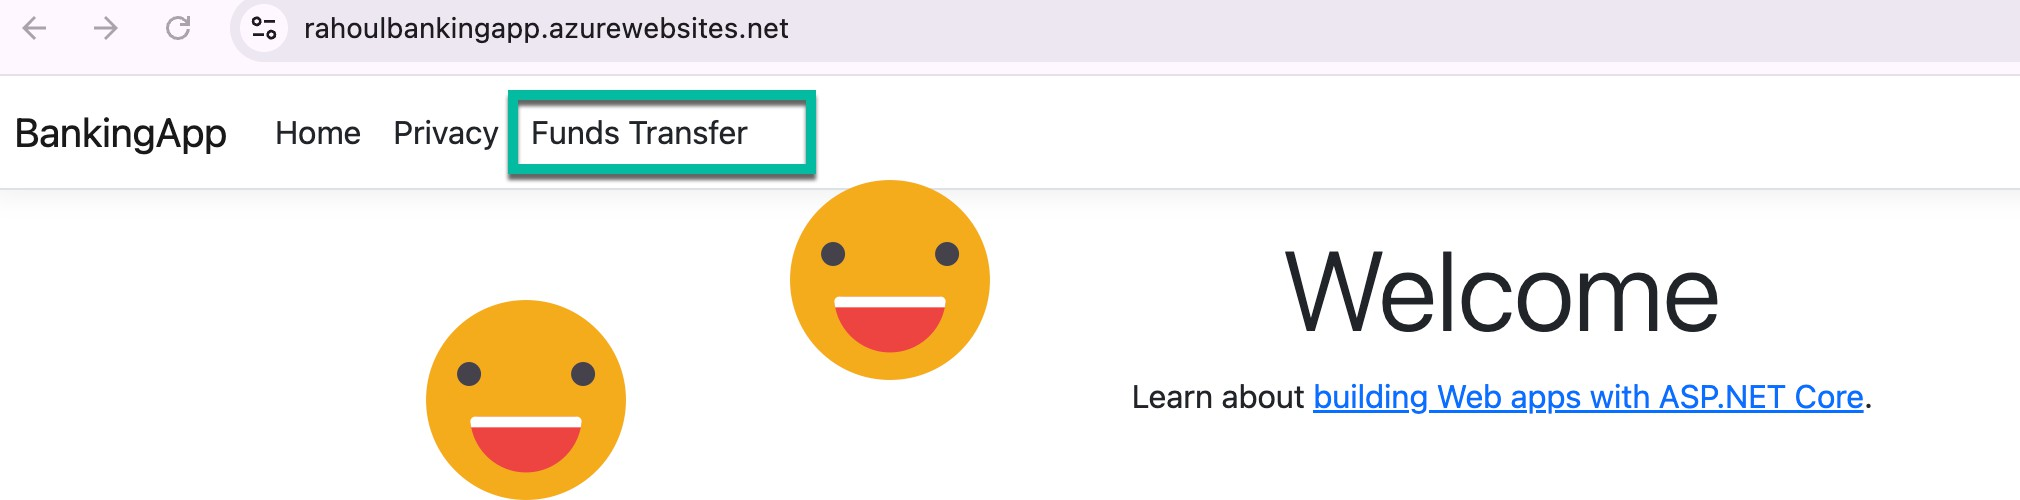 rahoulbankingapp.azurewebsites.net
BankingApp Home Privacy Funds Transfer
Welcome
Learn about building Web apps with ASP.NET Core.